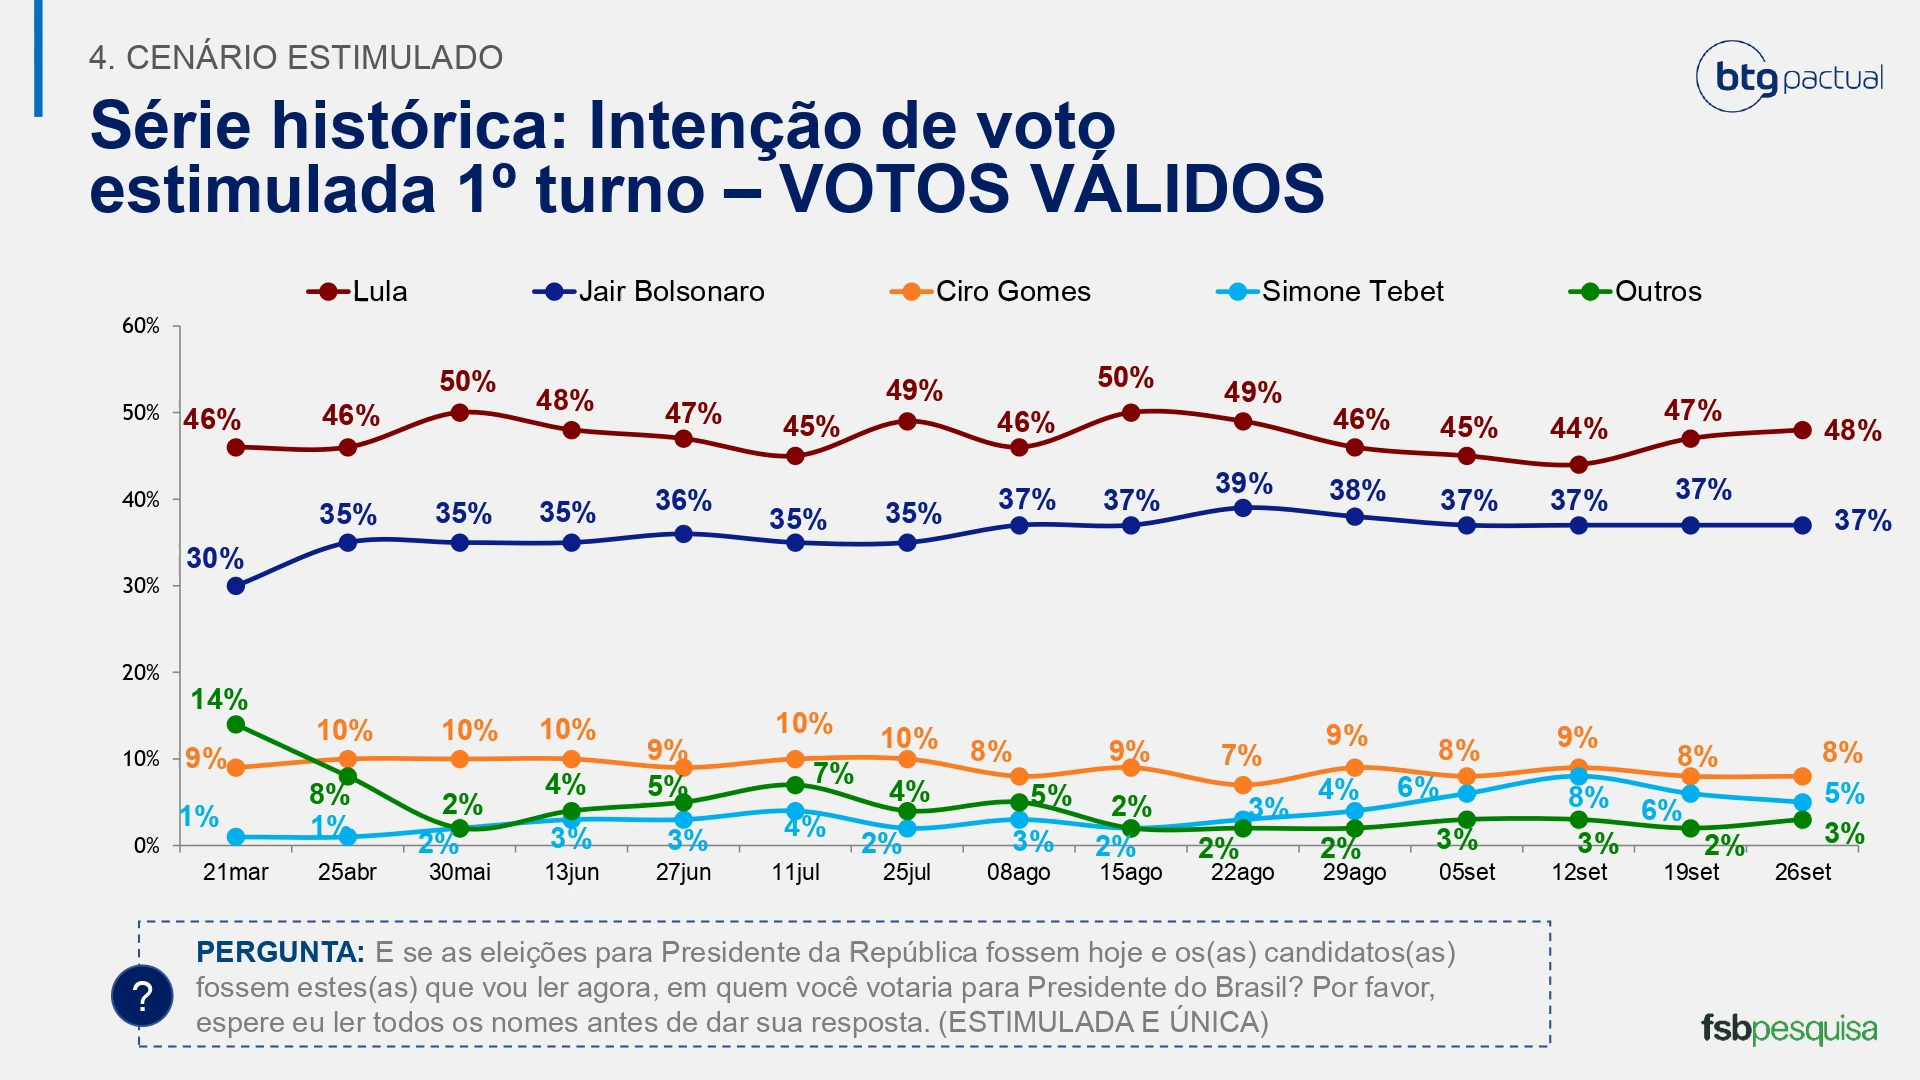 4. CENÁRIO ESTIMULADO
Série histórica: Intenção de voto
estimulada 1º turno – VOTOS VÁLIDOS
btg pactual
Lula Jair Bolsonaro Ciro Gomes Simone Tebet Outros
60%
50%
40%
30%
20%
10%
0%
46% 46% 50% 48% 47% 45% 49% 46% 50% 49% 46% 45% 44% 47% 48%
30% 35% 35% 35% 36% 35% 35% 37% 37% 39% 38% 37% 37% 37% 37%
9% 10% 10% 10% 9% 10% 10% 8% 9% 7% 9% 8% 9% 8% 8%
14% 8% 2% 4% 5% 7% 4% 5% 2% 2% 2% 3% 3% 2% 3%
1% 1% 2% 3% 3% 4% 2% 3% 2% 3% 4% 6% 8% 6% 5%
21mar 25abr 30mai 13jun 27jun 11jul 25jul 08ago 15ago 22ago 29ago 05set 12set 19set 26set
?
PERGUNTA: E se as eleições para Presidente da República fossem hoje e os(as) candidatos(as)
fossem estes(as) que vou ler agora, em quem você votaria para Presidente do Brasil? Por favor,
espere eu ler todos os nomes antes de dar sua resposta. (ESTIMULADA E ÚNICA)
fsbpesquisa